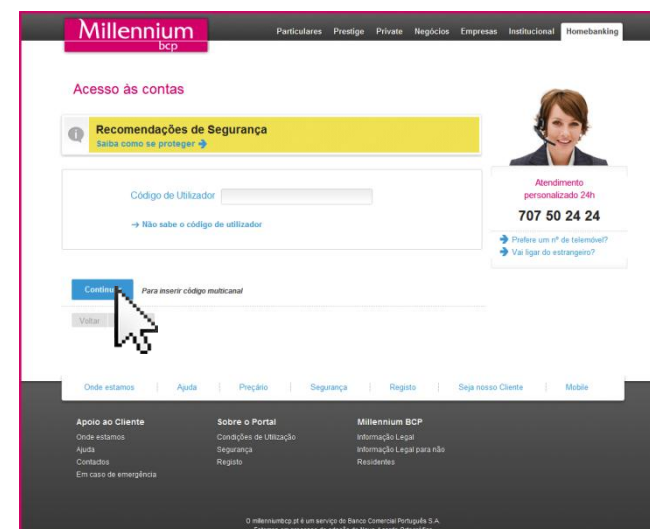 Millennium
bcp
Particulares Prestige Private Negócios Empresas Institucional Homebanking
Acesso às contas
Recomendações de Segurança
Saiba como se proteger
Código de Utilizador
Não sabe o código de utilizador
Atendimento
personalizado 24h
707 50 24 24
Prefere um nº de telemóvel?
Vai ligar do estrangeiro?
Para inserir código multicanal
Voltar
Onde estamos Ajuda Preçário Segurança Registo Seja nosso Cliente Mobile
Apoio ao Cliente Sobre o Portal Millennium BCP
Onde estamos Condições de Utilização Informação Legal
Ajuda Segurança Informação Legal para não
Contactos Registo Residentes
Em caso de emergência
O millenniumbcp.pt é um serviço do Banco Comercial Português S.A.